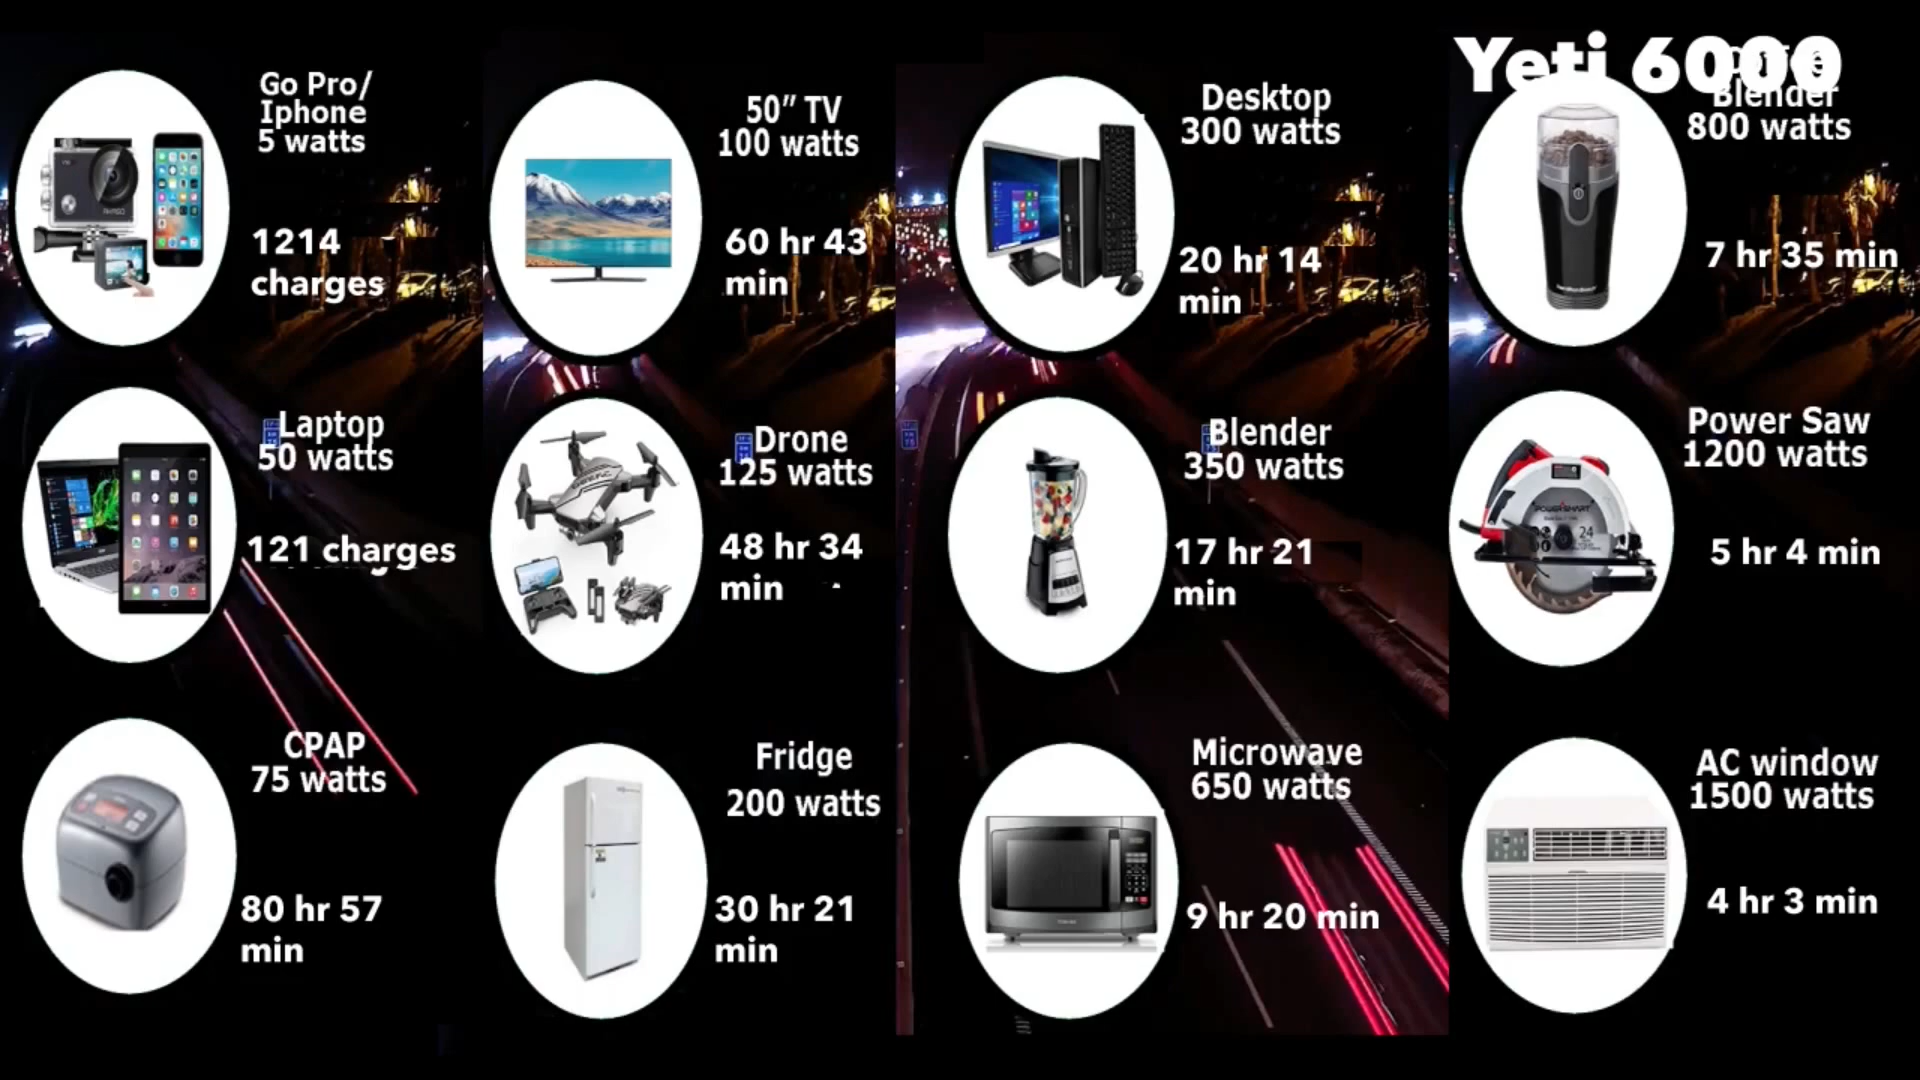 Yeti 6000
Go Pro/
Iphone
5 watts
1214
charges
50” TV
100 watts
60 hr 43
min
Desktop
300 watts
20 hr 14
min
Blender
800 watts
7 hr 35 min
Laptop
50 watts
121 charges
Drone
125 watts
48 hr 34
min
Blender
350 watts
17 hr 21
min
Power Saw
1200 watts
5 hr 4 min
POWERSMART
24
CPAP
75 watts
80 hr 57
min
Fridge
200 watts
30 hr 21
min
Microwave
650 watts
9 hr 20 min
AC window
1500 watts
4 hr 3 min